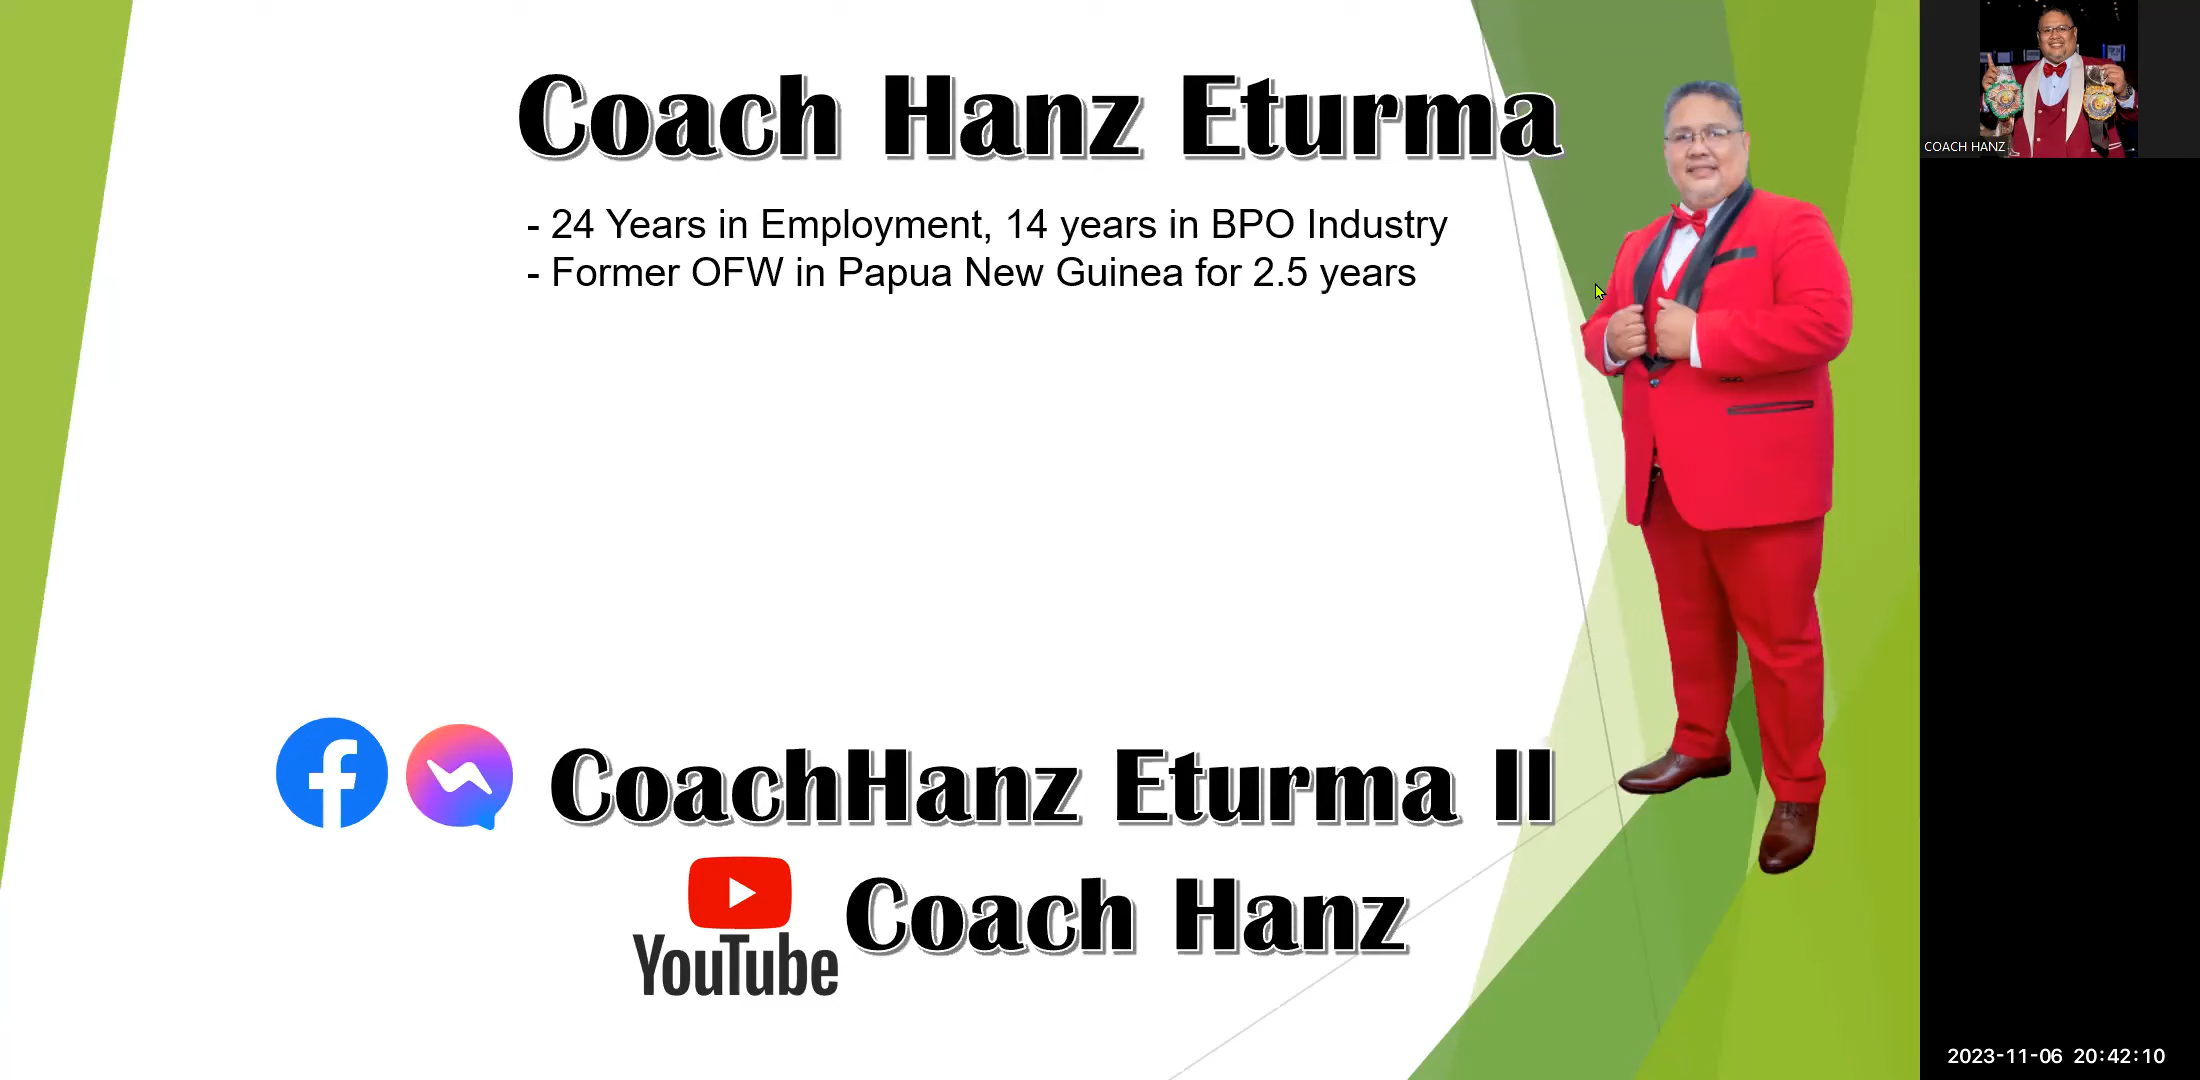 Coach Hanz Eturma
- 24 Years in Employment, 14 years in BPO Industry
- Former OFW in Papua New Guinea for 2.5 years
CoachHanz Eturma II
YouTube
Coach Hanz
COACH HANZ
2023-11-06 20:42:10